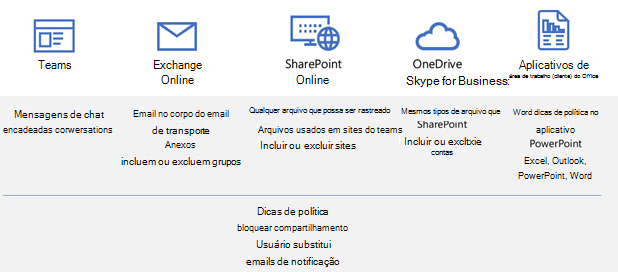 Teams
Exchange
Online
SharePoint
Online
OneDrive
Skype for Business:
Aplicativos de
área de trabalho (cliente) do Office
Mensagens de chat
encadeadas corwersations
Email no corpo do email
de transporte
Anexos
incluem ou excluem grupos
Qualquer arquivo que possa ser rastreado
Arquivos usados em sites do teams
Incluir ou excluir sites
Mesmos tipos de arquivo que
SharePoint
Incluir ou excltxie
contas
Word dicas de política no
aplicativo
PowerPoint
Excel, Outlook,
PowerPoint, Word
Dicas de política
bloquear compartilhamento
Usuário substitui
emails de notificação